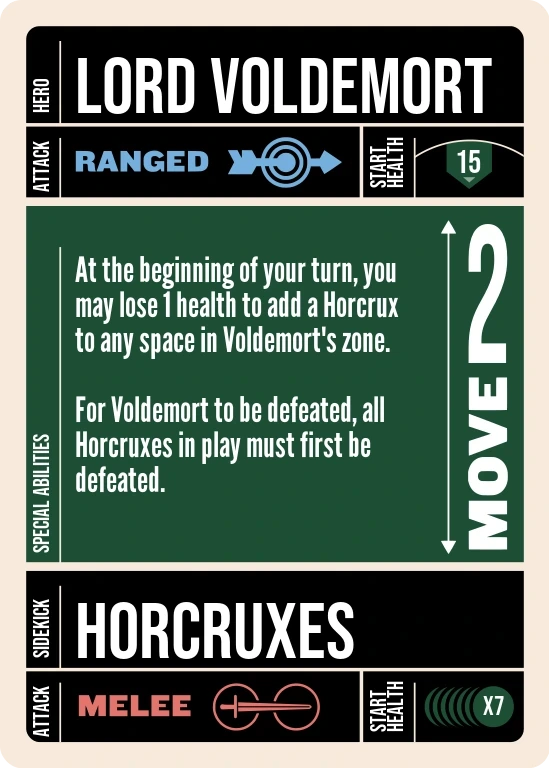 HERO
LORD VOLDEMORT
ATTACK
RANGED
START
HEALTH
15
SPECIAL ABILITIES
At the beginning of your turn, you
may lose 1 health to add a Horcrux
to any space in Voldemort's zone.
For Voldemort to be defeated, all
Horcruxes in play must first be
defeated.
MOVE 2
SIDEKICK
HORCRUXES
ATTACK
MELEE
START
HEALTH
X7